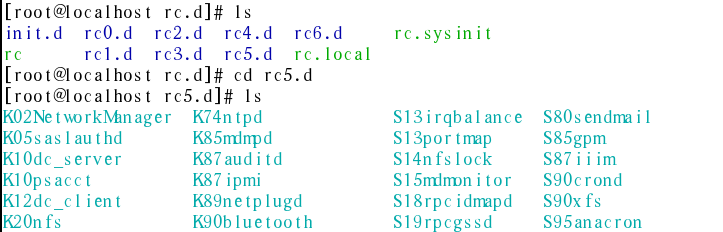 [root@localhost rc.d]# ls
init.d rc0.d rc2.d rc4.d rc6.d rc.sysinit
rc rc1.d rc3.d rc5.d rc.local
[root@localhost rc.d]# cd rc5.d
[root@localhost rc5.d]# ls
K02NetworkManager K74ntpd S13irqbalance S80sendmail
K05saslauthd K85mdmpd S13portmap S85gpm
K10dc_server K87auditd S14nfslock S87iiim
K10psacct K87ipmi S15mdmonitor S90crond
K12dc_client K89netplugd S18rpcidmapd S90xfs
K20nfs K90bluetooth S19rpcgssd S95anacron